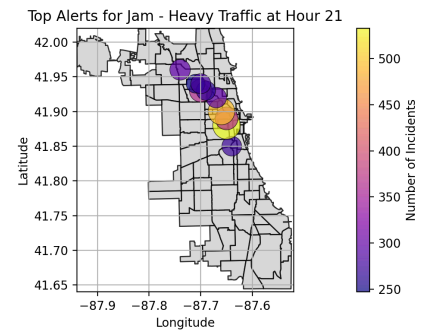 Top Alerts for Jam - Heavy Traffic at Hour 21
42.00
41.95
41.90
41.85
41.80
41.75
41.70
41.65
Latitude
−87.9 −87.8 −87.7 −87.6
Longitude
500
450
400
350
300
250
Number of Incidents